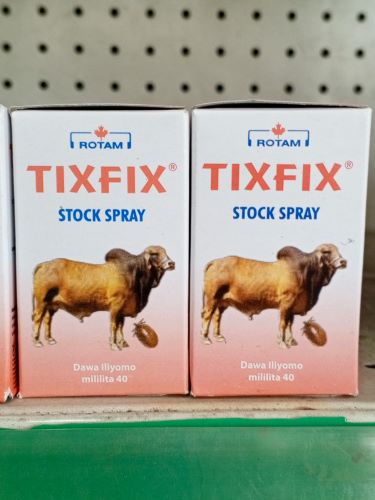 ROTAM
TIXFIX®
STOCK SPRAY
Dawa Iliyomo
mililita 40
ROTAM
TIXFIX®
STOCK SPRAY
Dawa Iliyomo
mililita 40